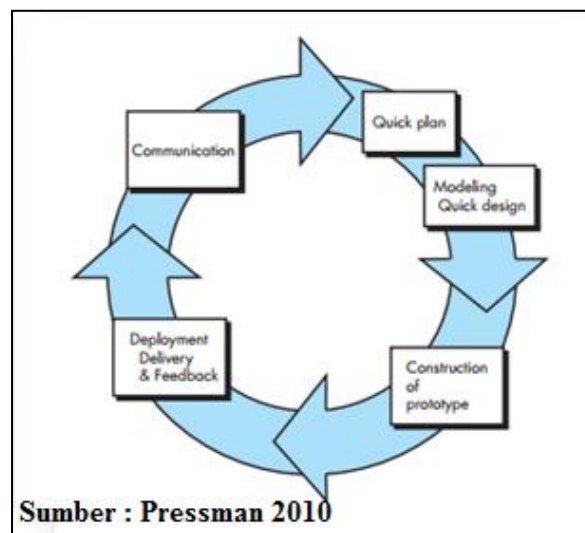 Communication
Quick plan
Modeling
Quick design
Construction
of
prototype
Deployment
Delivery
& Feedback
Sumber : Pressman 2010